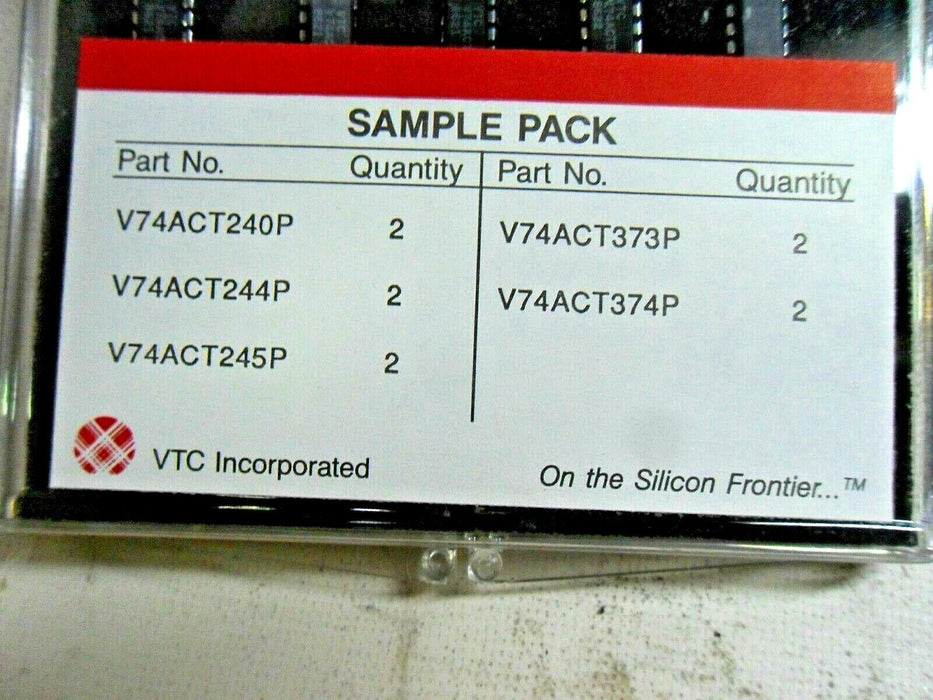 SAMPLE PACK
Part No. Quantity Part No. Quantity
V74ACT240P 2 V74ACT373P 2
V74ACT244P 2 V74ACT374P 2
V74ACT245P 2
VTC Incorporated On the Silicon Frontier...™